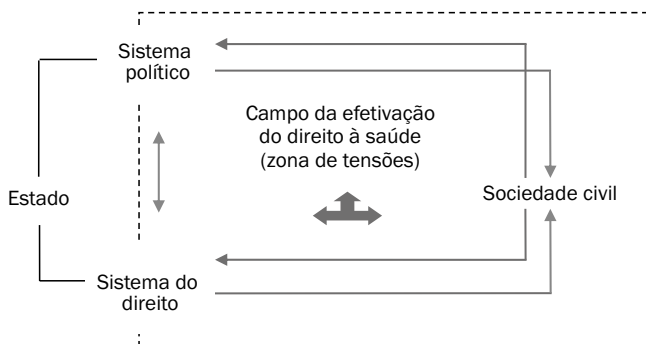 Sistema
político
Campo da efetivação
do direito à saúde
(zona de tensões)
Estado
Sociedade civil
Sistema do
direito